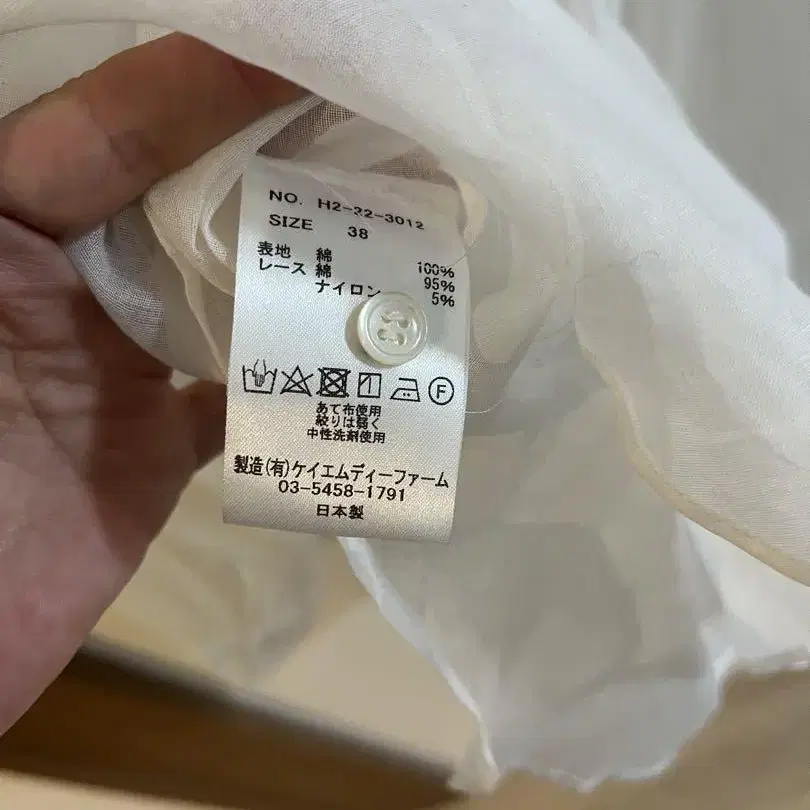 NO. H2-22-3012
SIZE 38
表地 綿 100%
レース 綿 95%
ナイロン 5%
F
あて布使用
絞りは弱く
中性洗剤使用
製造(有)ケイエムディーファーム
03-5458-1791
日本製